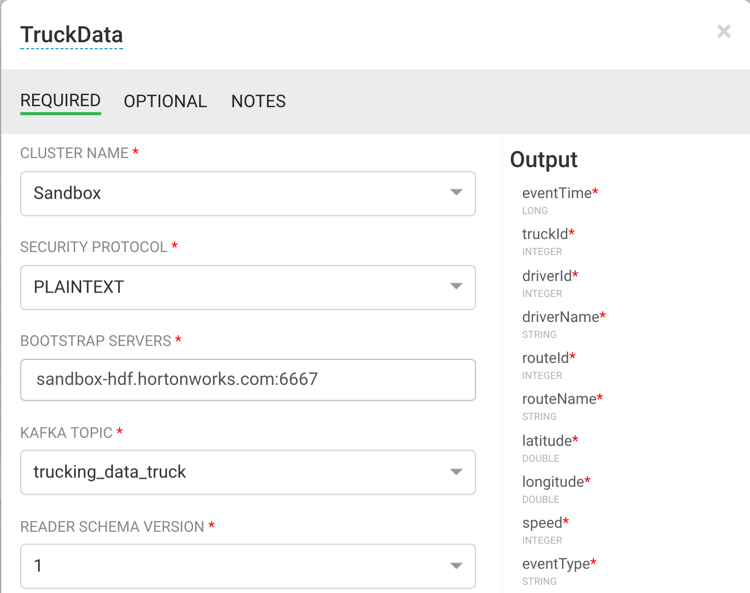 TruckData
×
REQUIRED OPTIONAL NOTES
CLUSTER NAME *
Sandbox
SECURITY PROTOCOL *
PLAINTEXT
BOOTSTRAP SERVERS *
sandbox-hdf.hortonworks.com:6667
KAFKA TOPIC *
trucking_data_truck
READER SCHEMA VERSION *
1
Output
eventTime*
LONG
truckId*
INTEGER
driverId*
INTEGER
driverName*
STRING
routeId*
INTEGER
routeName*
STRING
latitude*
DOUBLE
longitude*
DOUBLE
speed*
INTEGER
eventType*
STRING